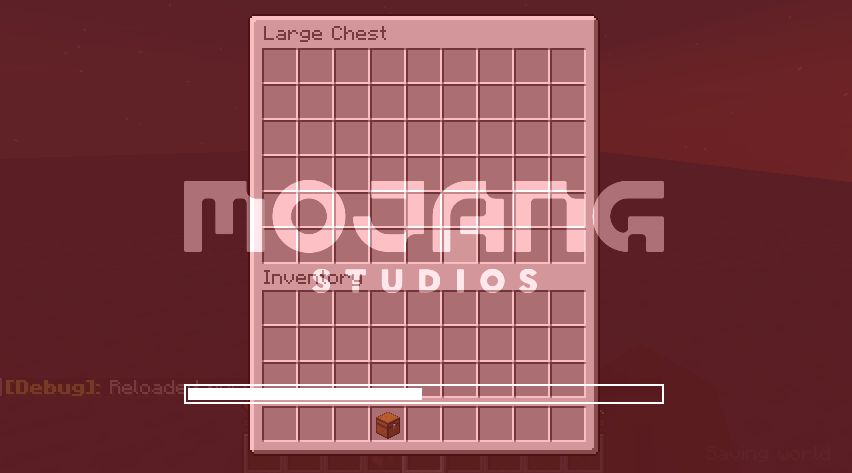 Large Chest
MOJANG
STUDIOS
Inventory
[Debug]: Reloaded
Saving world